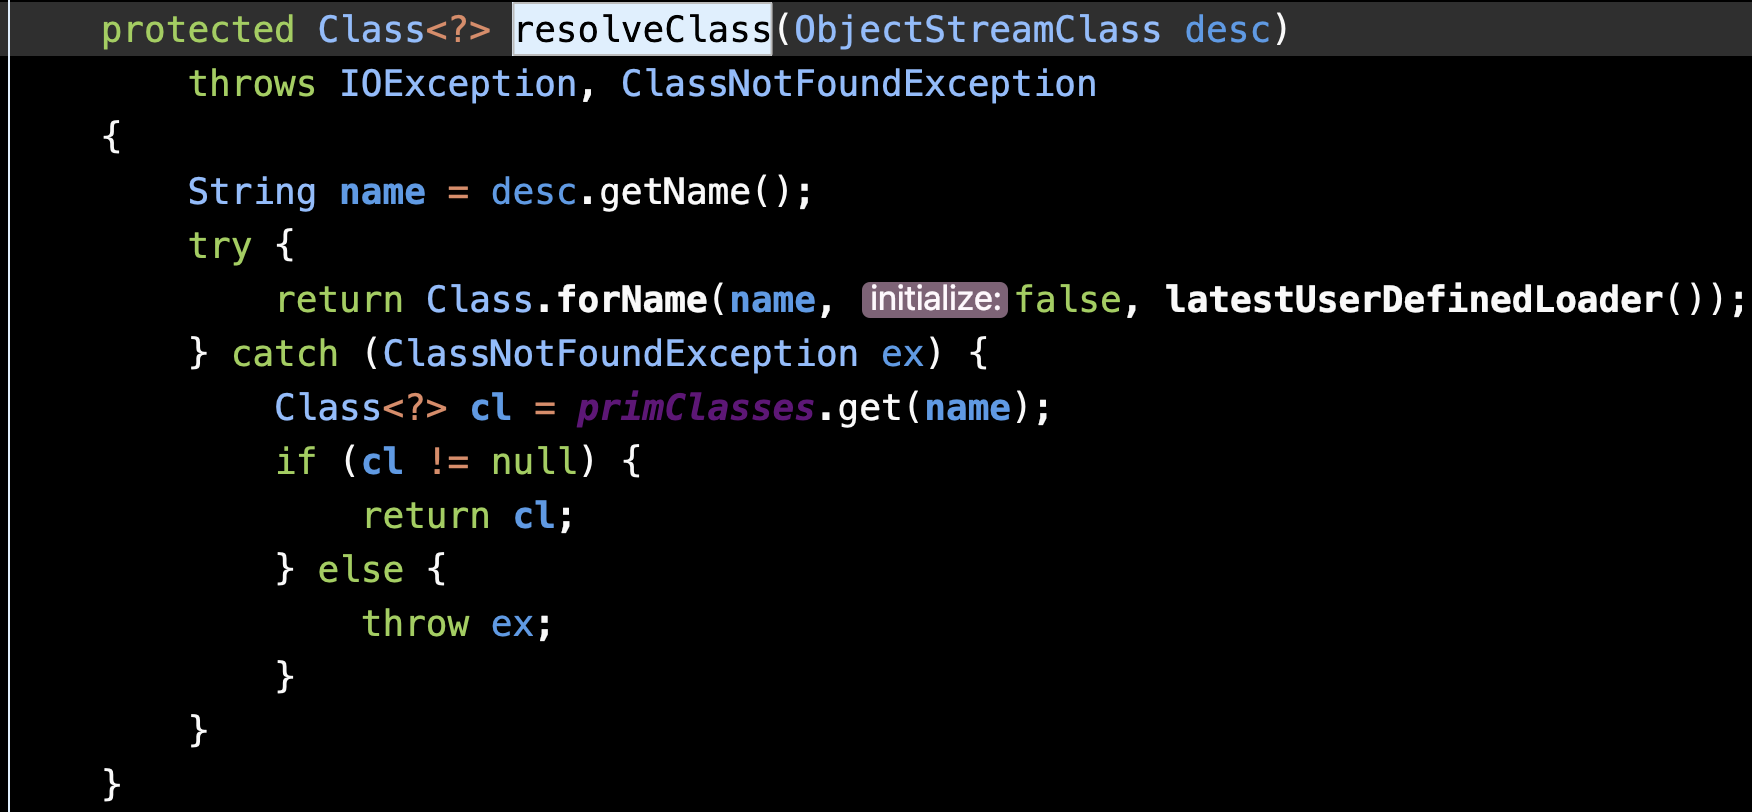 protected Class<?> resolveClass(ObjectStreamClass desc)
    throws IOException, ClassNotFoundException
{
    String name = desc.getName();
    try {
        return Class.forName(name, initialize: false, latestUserDefinedLoader());
    } catch (ClassNotFoundException ex) {
        Class<?> cl = primClasses.get(name);
        if (cl != null) {
            return cl;
        } else {
            throw ex;
        }
    }
}